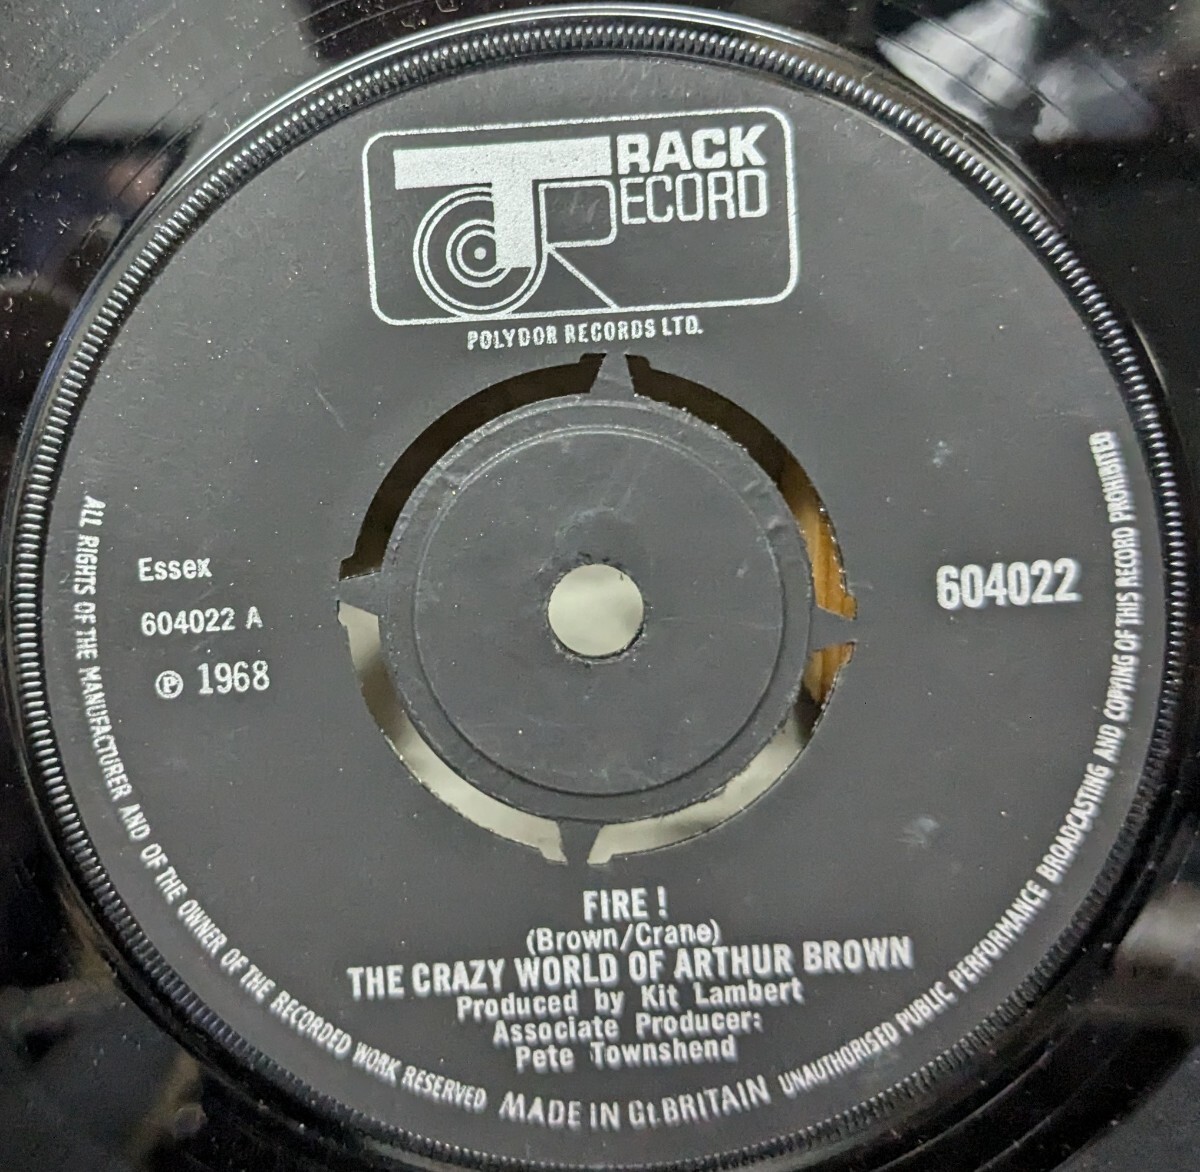 TRACK
RECORD
POLYDOR RECORDS LTD.
Essex
604022 A
℗ 1968
604022
FIRE !
(Brown/Crane)
THE CRAZY WORLD OF ARTHUR BROWN
Produced by Kit Lambert
Associate Producer:
Pete Townshend
ALL RIGHTS OF THE MANUFACTURER AND OF THE OWNER OF THE RECORDED WORK RESERVED MADE IN Gt. BRITAIN UNAUTHORISED PUBLIC PERFORMANCE BROADCASTING AND COPYING OF THIS RECORD PROHIBITED